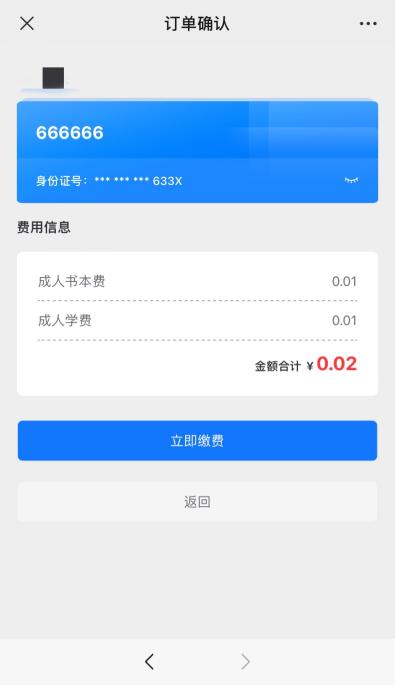 订单确认
666666
身份证号：*** *** *** 633X
费用信息
成人书本费 0.01
成人学费 0.01
金额合计 ¥ 0.02
立即缴费
返回